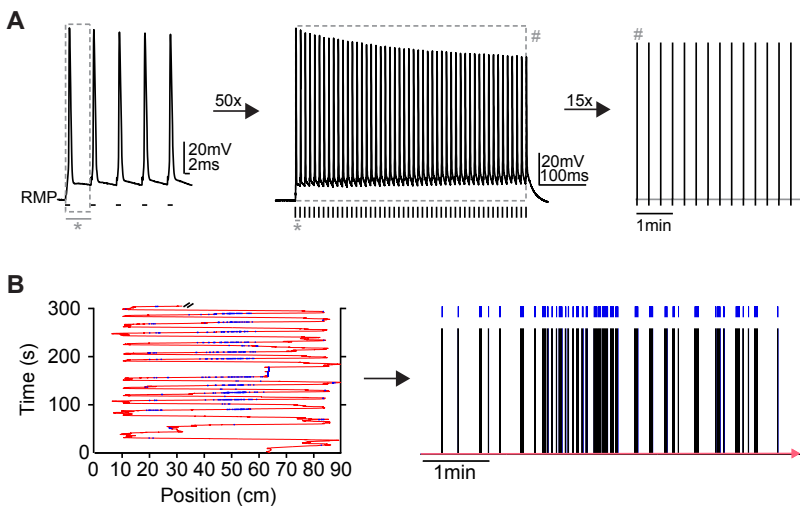 A
50x
15x
#
#
20mV
2ms
20mV
100ms
RMP
*
*
1min
B
300
200
100
0
Time (s)
0 10 20 30 40 50 60 70 80 90
Position (cm)
1min